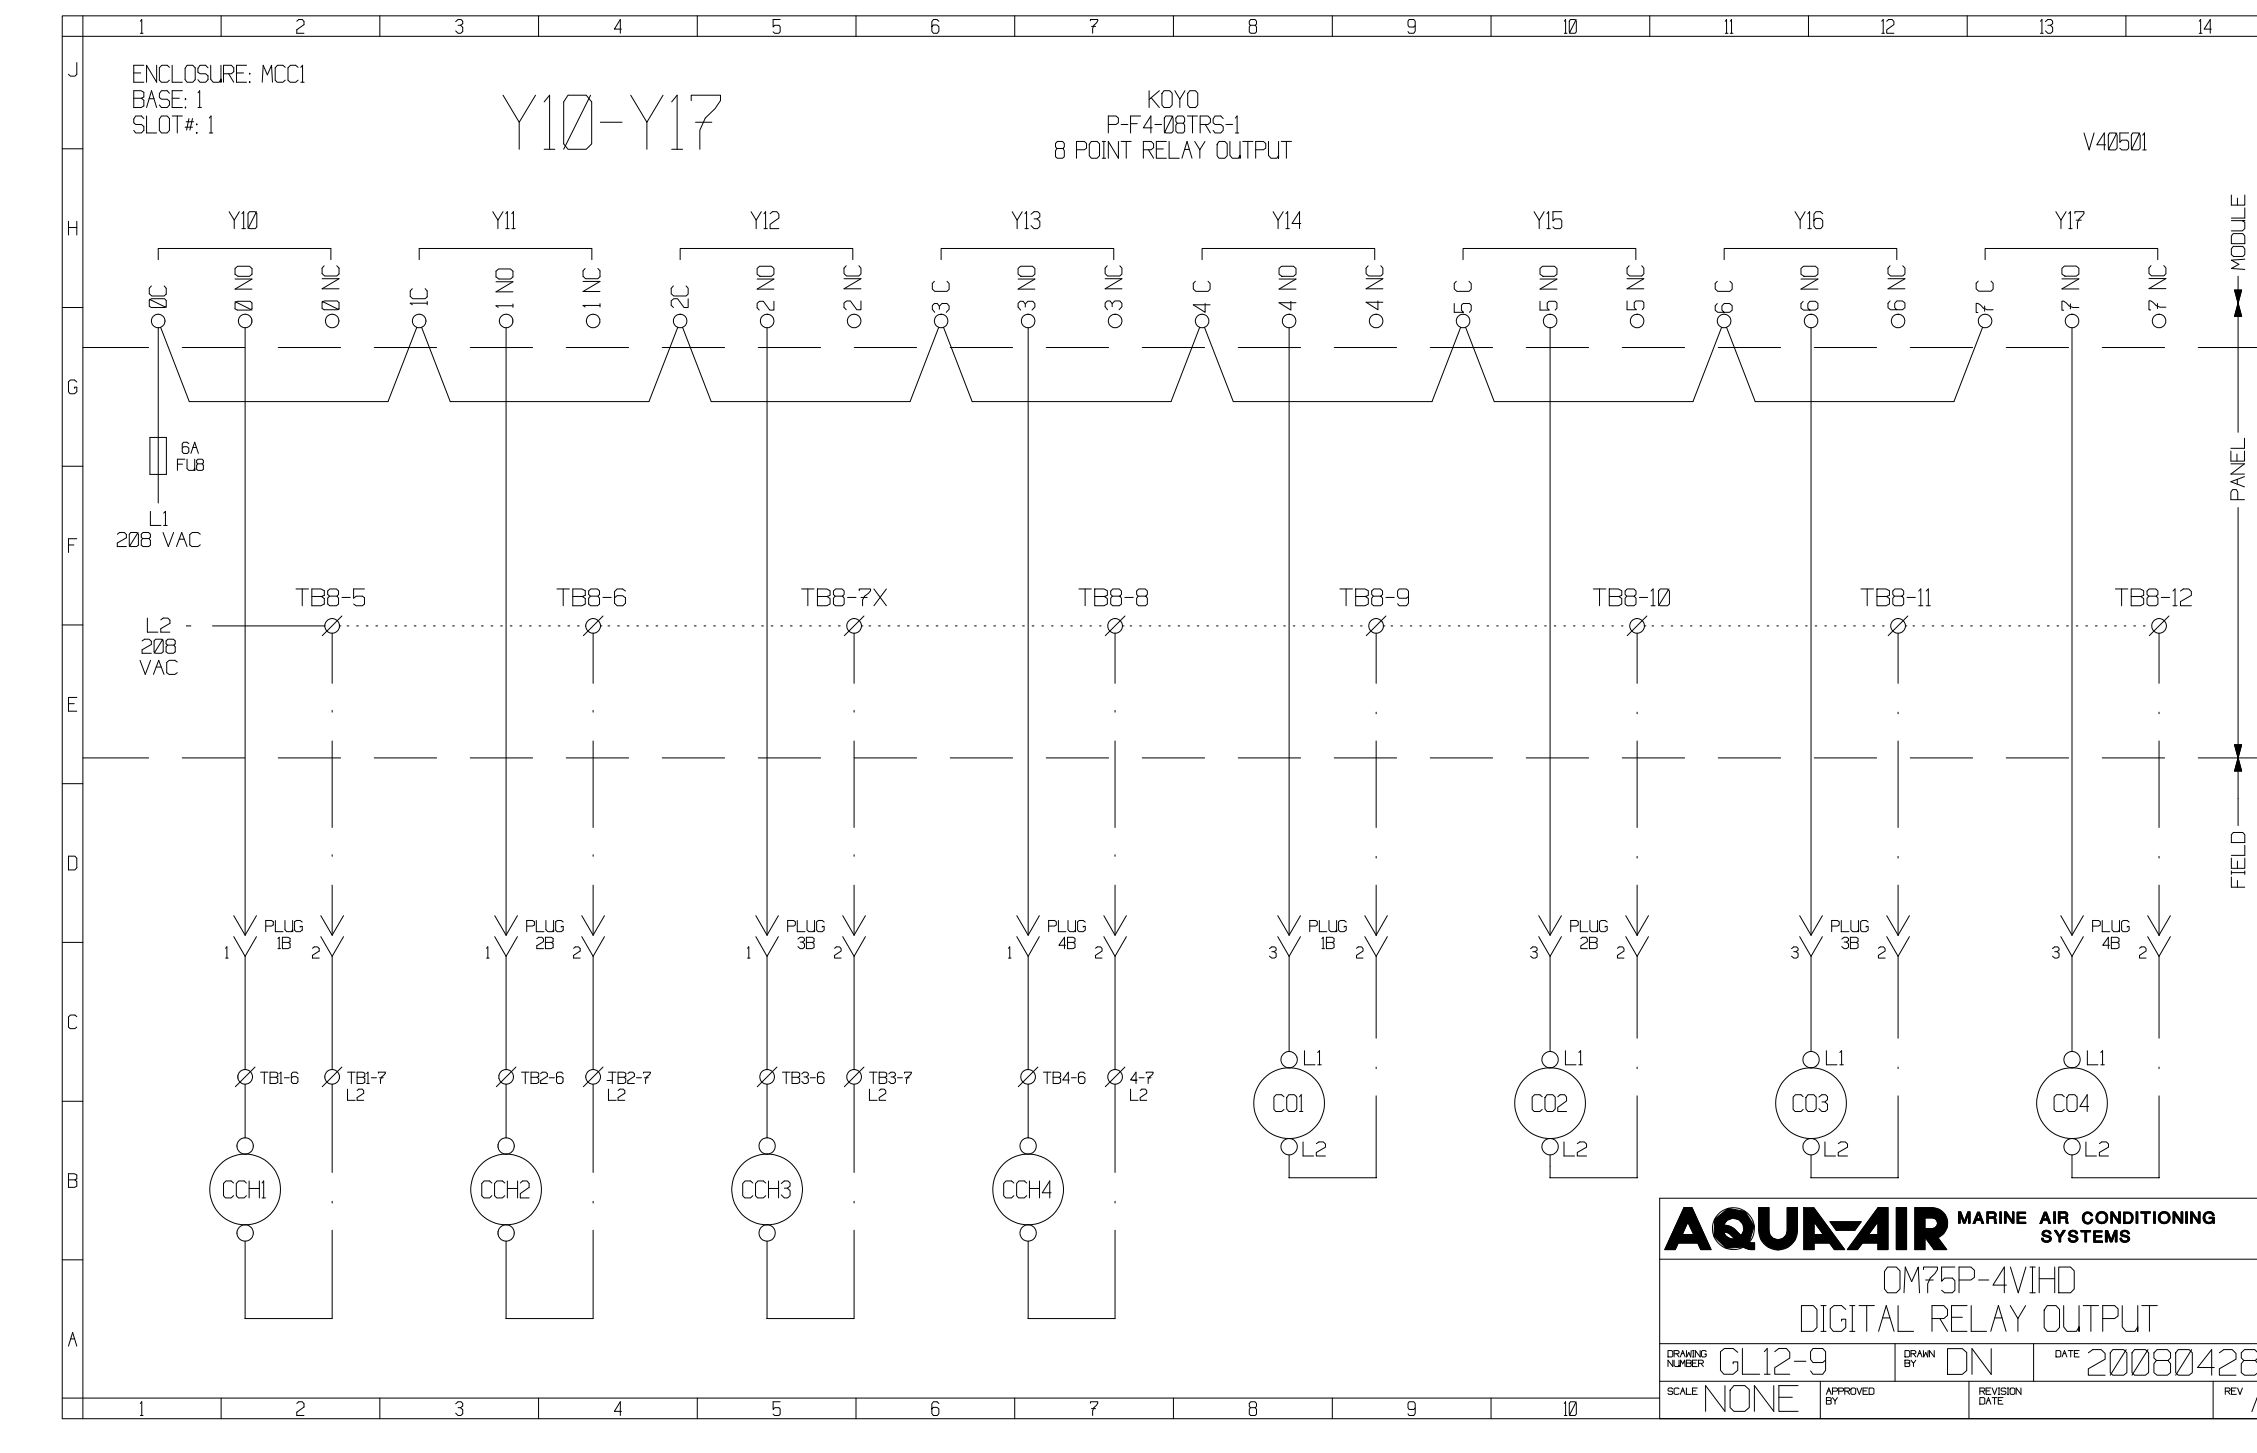 1 2 3 4 5 6 7 8 9 10 11 12 13 14
J
ENCLOSURE: MCC1
BASE: 1
SLOT#: 1
Y10-Y17
KOYO
P-F4-08TRS-1
8 POINT RELAY OUTPUT
V40501
H
Y10 Y11 Y12 Y13 Y14 Y15 Y16 Y17
MODULE
0C 0 NO 0 NC 1C 1 NO 1 NC 2C 2 NO 2 NC 3 C 3 NO 3 NC 4 C 4 NO 4 NC 5 C 5 NO 5 NC 6 C 6 NO 6 NC 7 C 7 NO 7 NC
G
6A
FU8
PANEL
L1
208 VAC
F
TB8-5 TB8-6 TB8-7X TB8-8 TB8-9 TB8-10 TB8-11 TB8-12
L2 -
208
VAC
E
D
FIELD
PLUG PLUG PLUG PLUG PLUG PLUG PLUG PLUG
1B 2B 3B 4B 1B 2B 3B 4B
1 2 1 2 1 2 1 2 3 2 3 2 3 2 3 2
C
L1 L1 L1 L1
TB1-6 TB1-7 TB2-6 TB2-7 TB3-6 TB3-7 TB4-6 4-7
L2 L2 L2 L2
CO1 CO2 CO3 CO4
L2 L2 L2 L2
B
CCH1 CCH2 CCH3 CCH4
AQUA-AIR MARINE AIR CONDITIONING
SYSTEMS
OM75P-4VIHD
DIGITAL RELAY OUTPUT
A
DRAWING
NUMBER GL12-9 DRAWN
BY DN DATE 20080428
SCALE NONE APPROVED
BY REVISION
DATE REV
1 2 3 4 5 6 7 8 9 10